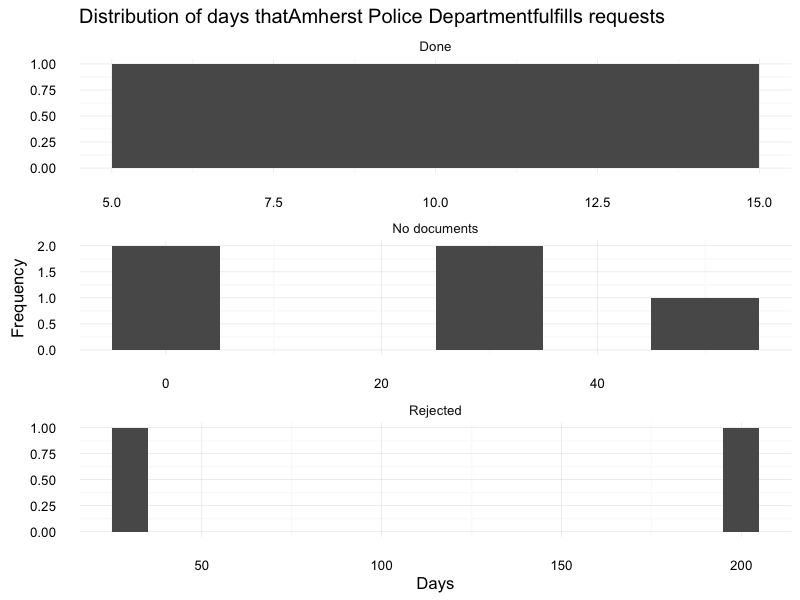 Distribution of days thatAmherst Police Departmentfulfills requests
Done
1.00
0.75
0.50
0.25
0.00
5.0 7.5 10.0 12.5 15.0
No documents
2.0
1.5
1.0
0.5
0.0
0 20 40
Frequency
Rejected
1.00
0.75
0.50
0.25
0.00
50 100 150 200
Days